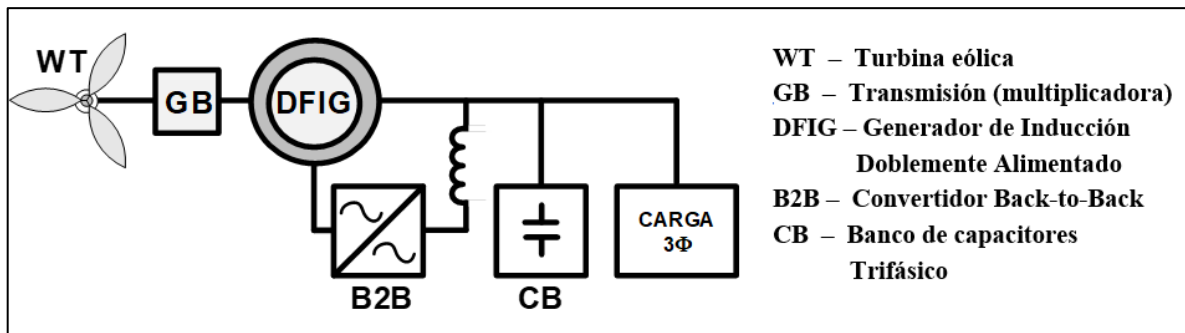 WT
GB
DFIG
B2B
CB
CARGA
3Φ
WT – Turbina eólica
GB – Transmisión (multiplicadora)
DFIG – Generador de Inducción
Doblemente Alimentado
B2B – Convertidor Back-to-Back
CB – Banco de capacitores
Trifásico